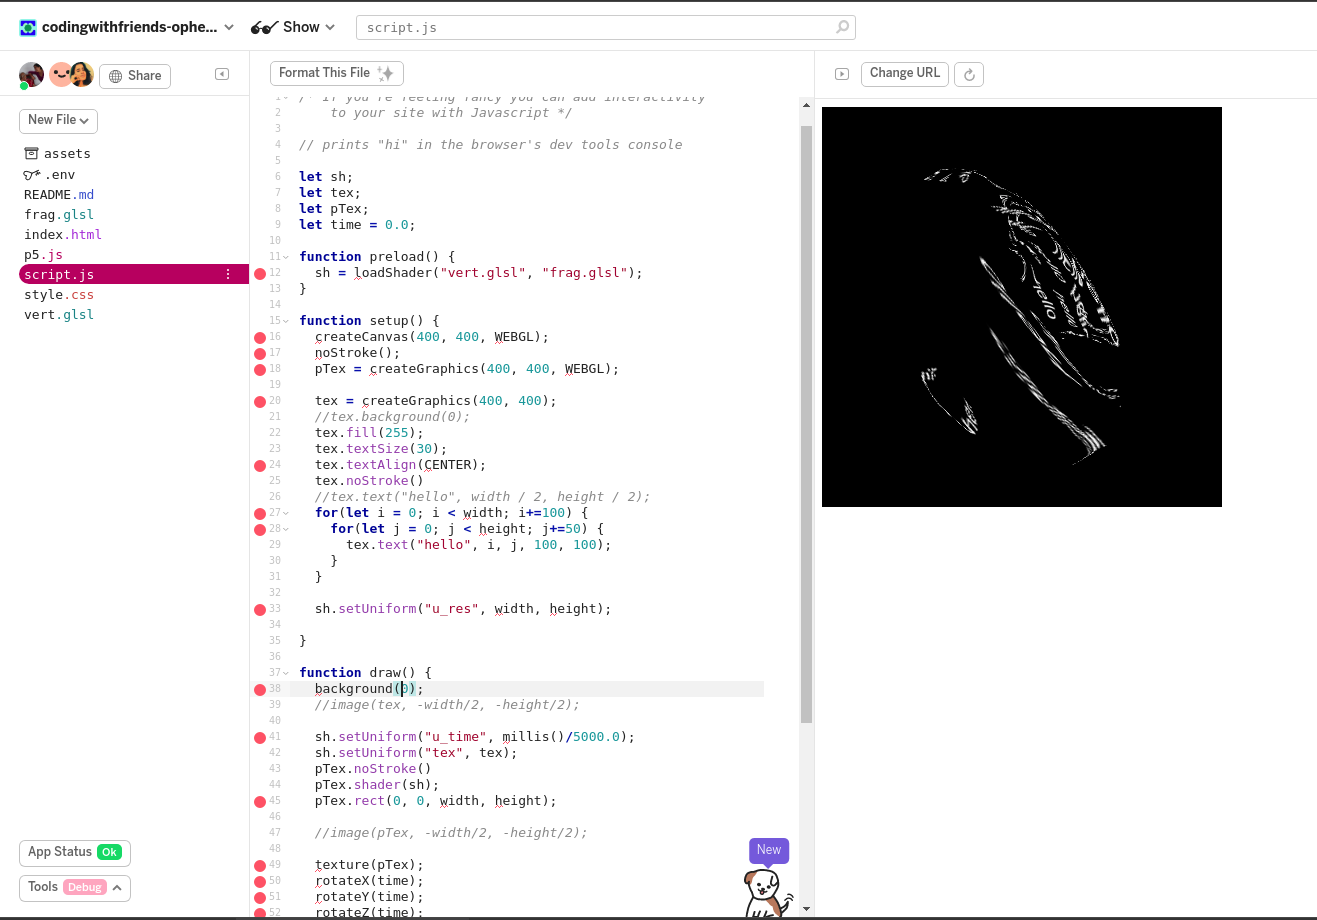 codingwithfriends-ophe...
Show
script.js
Share
New File
assets
.env
README.md
frag.glsl
index.html
p5.js
script.js
style.css
vert.glsl
App Status Ok
Tools Debug
Format This File
1 /* If you're feeling fancy you can add interactivity
2 to your site with Javascript */
3
4 // prints "hi" in the browser's dev tools console
5
6 let sh;
7 let tex;
8 let pTex;
9 let time = 0.0;
10
11 function preload() {
12 sh = loadShader("vert.glsl", "frag.glsl");
13 }
14
15 function setup() {
16 createCanvas(400, 400, WEBGL);
17 noStroke();
18 pTex = createGraphics(400, 400, WEBGL);
19
20 tex = createGraphics(400, 400);
21 //tex.background(0);
22 tex.fill(255);
23 tex.textSize(30);
24 tex.textAlign(CENTER);
25 tex.noStroke()
26 //tex.text("hello", width / 2, height / 2);
27 for(let i = 0; i < width; i+=100) {
28 for(let j = 0; j < height; j+=50) {
29 tex.text("hello", i, j, 100, 100);
30 }
31 }
32
33 sh.setUniform("u_res", width, height);
34
35 }
36
37 function draw() {
38 background(0);
39 //image(tex, -width/2, -height/2);
40
41 sh.setUniform("u_time", millis()/5000.0);
42 sh.setUniform("tex", tex);
43 pTex.noStroke()
44 pTex.shader(sh);
45 pTex.rect(0, 0, width, height);
46
47 //image(pTex, -width/2, -height/2);
48
49 texture(pTex);
50 rotateX(time);
51 rotateY(time);
52 rotateZ(time);
New
Change URL
hello